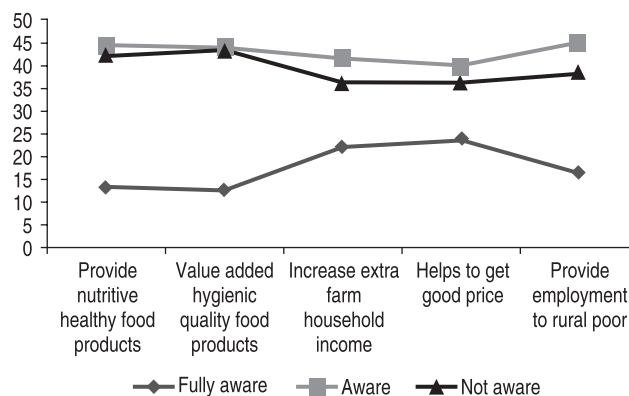 50
45
40
35
30
25
20
15
10
5
0
Provide
nutritive
healthy food
products
Value added
hygienic
quality food
products
Increase extra
farm
household
income
Helps to get
good price
Provide
employment
to rural poor
Fully aware Aware Not aware